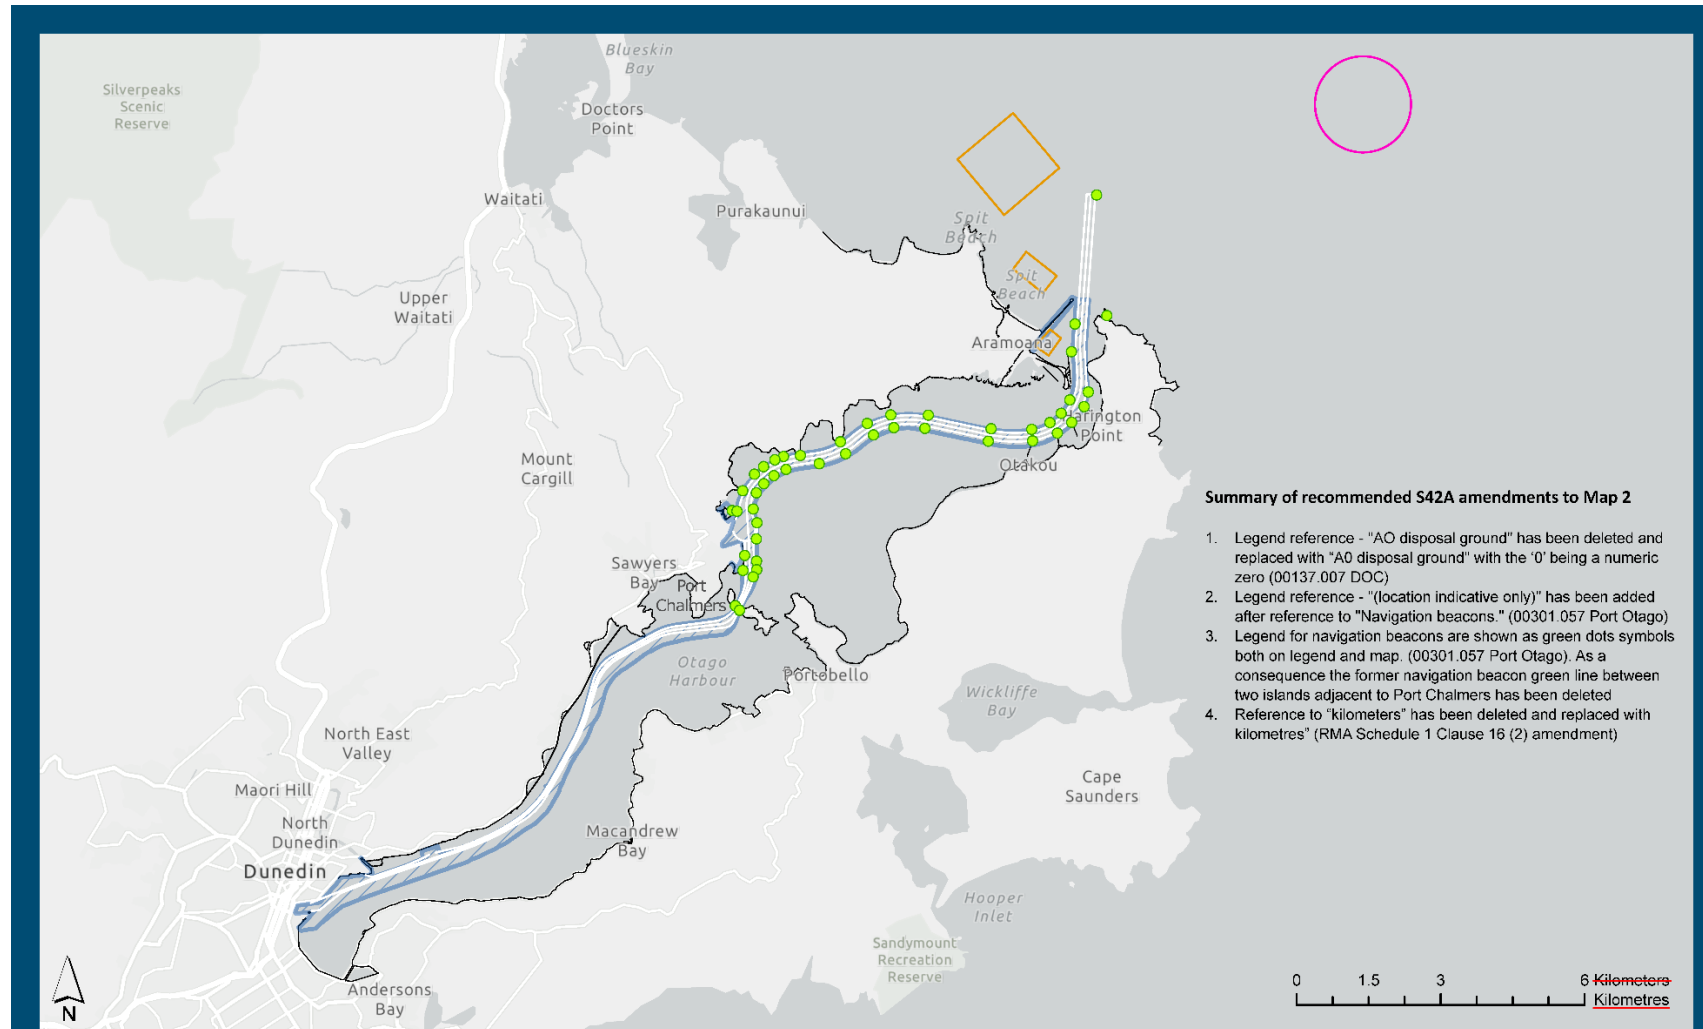 Blueskin
Bay
Silverpeaks
Scenic
Reserve
Doctors
Point
Waitati
Purakaunui
Spit
Beach
Spit
Beach
Upper
Waitati
Aramoana
Harington
Point
Otakou
Mount
Cargill
Summary of recommended S42A amendments to Map 2
1. Legend reference - "AO disposal ground" has been deleted and
replaced with "A0 disposal ground" with the '0' being a numeric
zero (00137.007 DOC)
2. Legend reference - "(location indicative only)" has been added
after reference to "Navigation beacons." (00301.057 Port Otago)
3. Legend for navigation beacons are shown as green dots symbols
both on legend and map. (00301.057 Port Otago). As a
consequence the former navigation beacon green line between
two islands adjacent to Port Chalmers has been deleted
4. Reference to "kilometers" has been deleted and replaced with
kilometres" (RMA Schedule 1 Clause 16 (2) amendment)
Sawyers
Bay
Port
Chalmers
Otago
Harbour
Portobello
Wickliffe
Bay
North East
Valley
Cape
Saunders
Maori Hill
North
Dunedin
Macandrew
Bay
Dunedin
Hooper
Inlet
Sandymount
Recreation
Reserve
Andersons
Bay
N
0 1.5 3 6 Kilometers
Kilometres